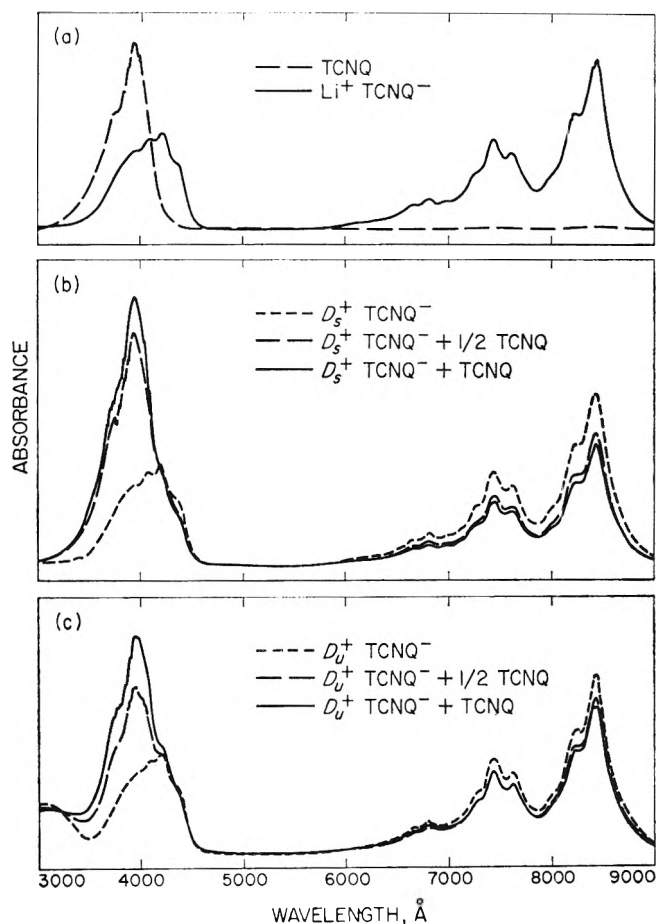 (a)
TCNQ
Li⁺ TCNQ⁻
(b)
Dₛ⁺ TCNQ⁻
Dₛ⁺ TCNQ⁻ + 1/2 TCNQ
Dₛ⁺ TCNQ⁻ + TCNQ
ABSORBANCE
(c)
Dᵤ⁺ TCNQ⁻
Dᵤ⁺ TCNQ⁻ + 1/2 TCNQ
Dᵤ⁺ TCNQ⁻ + TCNQ
3000 4000 5000 6000 7000 8000 9000
WAVELENGTH, Å